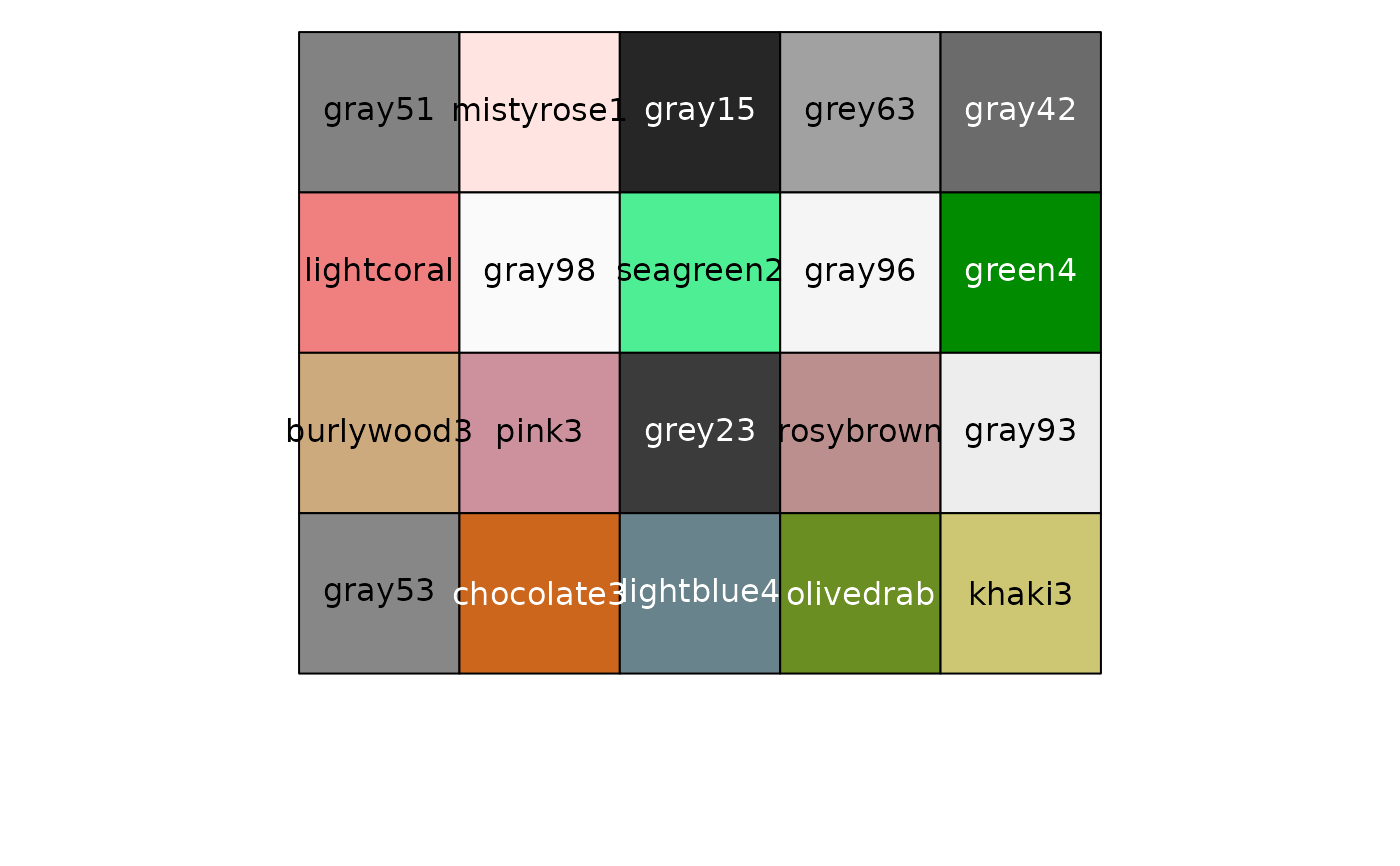 gray51 mistyrose1 gray15 grey63 gray42
lightcoral gray98 seagreen2 gray96 green4
burlywood3 pink3 grey23 rosybrown gray93
gray53 chocolate3 lightblue4 olivedrab khaki3